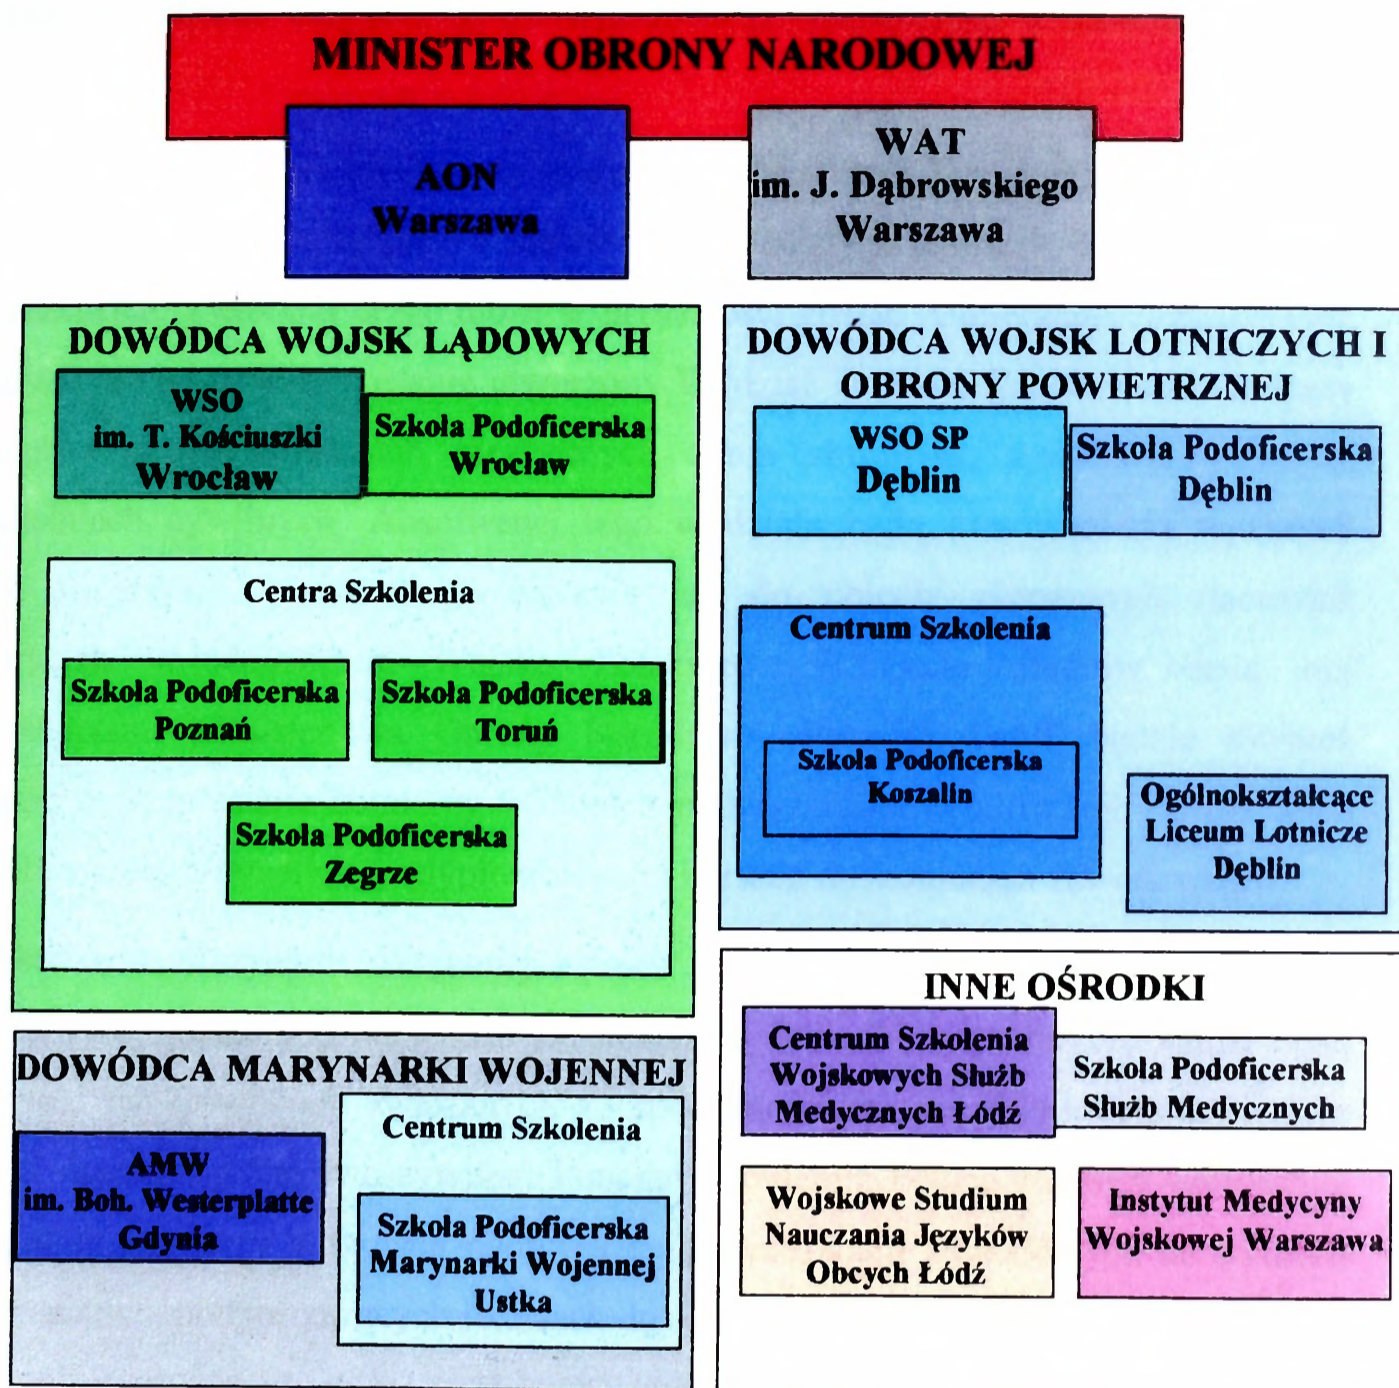 MINISTER OBRONY NARODOWEJ
AON
Warszawa
WAT
im. J. Dąbrowskiego
Warszawa
DOWÓDCA WOJSK LĄDOWYCH
WSO
im. T. Kościuszki
Wrocław
Szkoła Podoficerska
Wrocław
Centra Szkolenia
Szkoła Podoficerska
Poznań
Szkoła Podoficerska
Toruń
Szkoła Podoficerska
Zegrze
DOWÓDCA WOJSK LOTNICZYCH I
OBRONY POWIETRZNEJ
WSO SP
Dęblin
Szkoła Podoficerska
Dęblin
Centrum Szkolenia
Szkoła Podoficerska
Koszalin
Ogólnokształcące
Liceum Lotnicze
Dęblin
DOWÓDCA MARYNARKI WOJENNEJ
AMW
im. Boh. Westerplatte
Gdynia
Centrum Szkolenia
Szkoła Podoficerska
Marynarki Wojennej
Ustka
INNE OŚRODKI
Centrum Szkolenia
Wojskowych Służb
Medycznych Łódź
Szkoła Podoficerska
Służb Medycznych
Wojskowe Studium
Nauczania Języków
Obcych Łódź
Instytut Medycyny
Wojskowej Warszawa